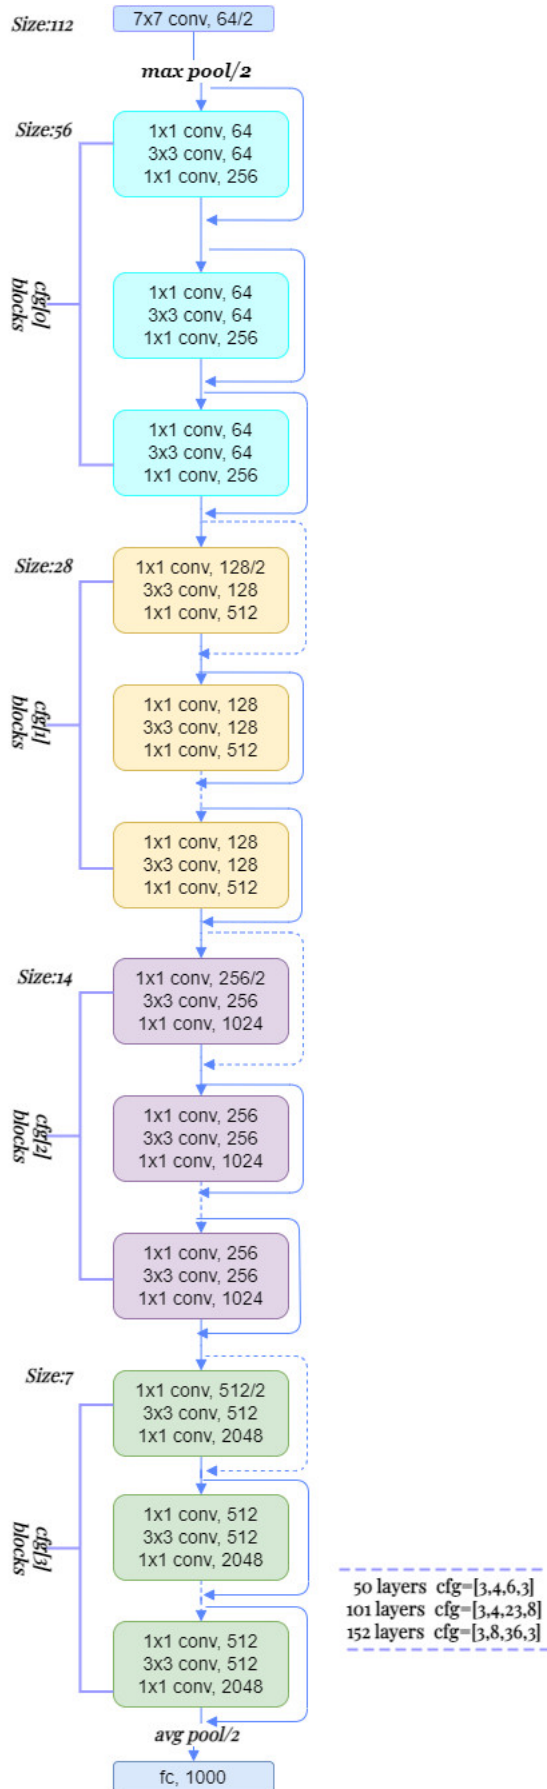 Size:112
7x7 conv, 64/2
max pool/2
Size:56
1x1 conv, 64
3x3 conv, 64
1x1 conv, 256
cfg[0]
blocks
1x1 conv, 64
3x3 conv, 64
1x1 conv, 256
1x1 conv, 64
3x3 conv, 64
1x1 conv, 256
Size:28
1x1 conv, 128/2
3x3 conv, 128
1x1 conv, 512
cfg[1]
blocks
1x1 conv, 128
3x3 conv, 128
1x1 conv, 512
1x1 conv, 128
3x3 conv, 128
1x1 conv, 512
Size:14
1x1 conv, 256/2
3x3 conv, 256
1x1 conv, 1024
cfg[2]
blocks
1x1 conv, 256
3x3 conv, 256
1x1 conv, 1024
1x1 conv, 256
3x3 conv, 256
1x1 conv, 1024
Size:7
1x1 conv, 512/2
3x3 conv, 512
1x1 conv, 2048
cfg[3]
blocks
1x1 conv, 512
3x3 conv, 512
1x1 conv, 2048
50 layers cfg=[3,4,6,3]
101 layers cfg=[3,4,23,8]
152 layers cfg=[3,8,36,3]
1x1 conv, 512
3x3 conv, 512
1x1 conv, 2048
avg pool/2
fc, 1000